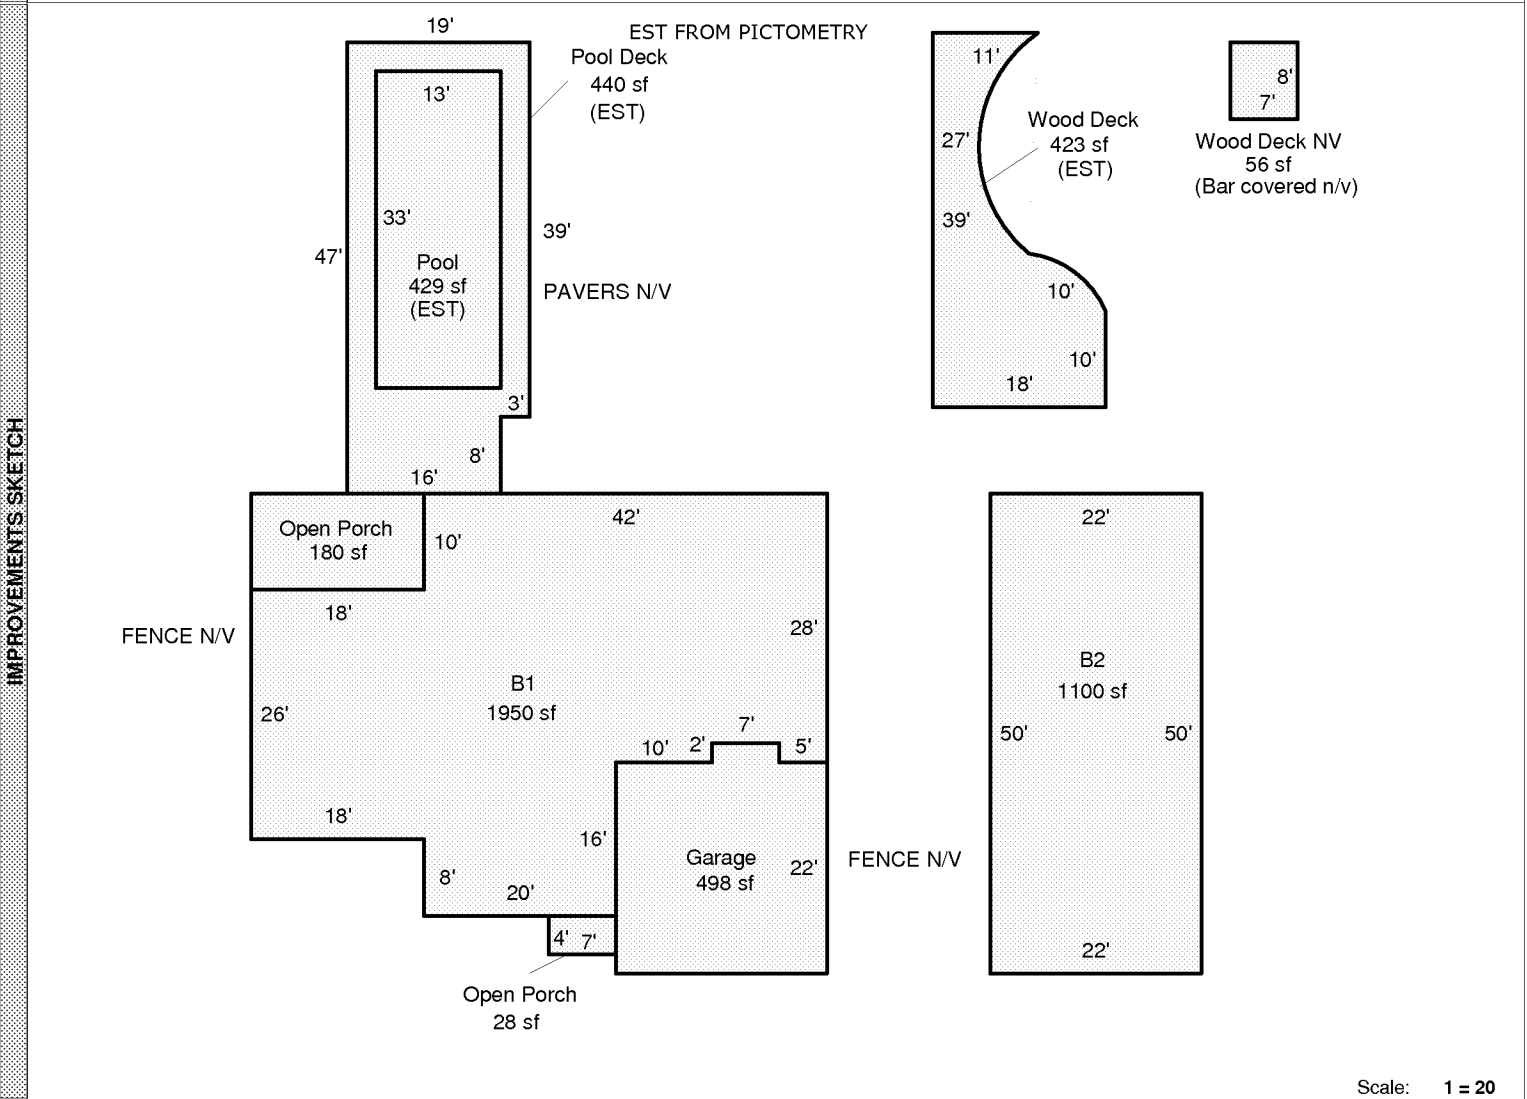 IMPROVEMENTS SKETCH
EST FROM PICTOMETRY
19'
Pool Deck
440 sf
(EST)
13'
33'
47'
39'
Pool
429 sf
(EST)
PAVERS N/V
3'
8'
16'
11'
27'
39'
Wood Deck
423 sf
(EST)
10'
10'
18'
8'
7'
Wood Deck NV
56 sf
(Bar covered n/v)
Open Porch
180 sf
10'
42'
18'
FENCE N/V
28'
B1
1950 sf
26'
7'
10'
2'
5'
18'
16'
8'
20'
Garage
498 sf
22'
FENCE N/V
4'
7'
Open Porch
28 sf
22'
B2
1100 sf
50'
50'
22'
Scale: 1 = 20